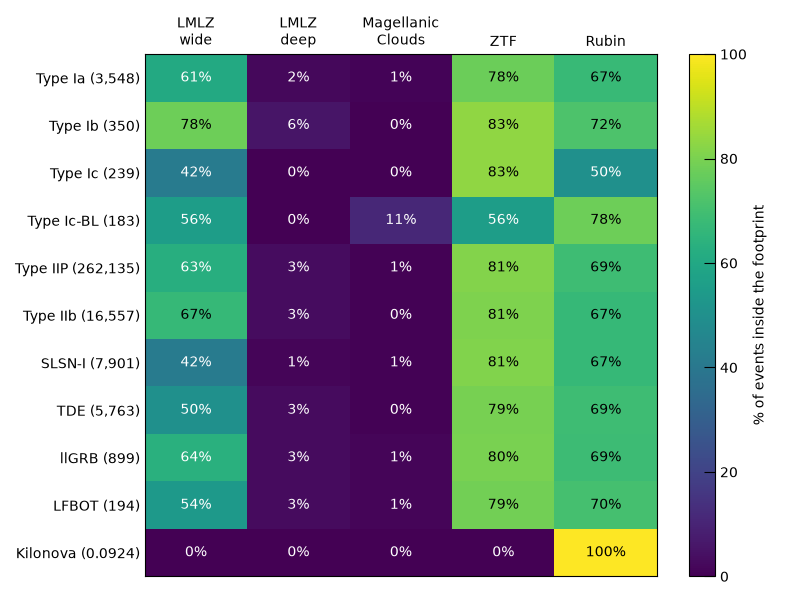 LMLZ wide
LMLZ deep
Magellanic Clouds
ZTF
Rubin
Type Ia (3,548) 61% 2% 1% 78% 67%
Type Ib (350) 78% 6% 0% 83% 72%
Type Ic (239) 42% 0% 0% 83% 50%
Type Ic-BL (183) 56% 0% 11% 56% 78%
Type IIP (262,135) 63% 3% 1% 81% 69%
Type IIb (16,557) 67% 3% 0% 81% 67%
SLSN-I (7,901) 42% 1% 1% 81% 67%
TDE (5,763) 50% 3% 0% 79% 69%
llGRB (899) 64% 3% 1% 80% 69%
LFBOT (194) 54% 3% 1% 79% 70%
Kilonova (0.0924) 0% 0% 0% 0% 100%
100
80
60
40
20
0
% of events inside the footprint